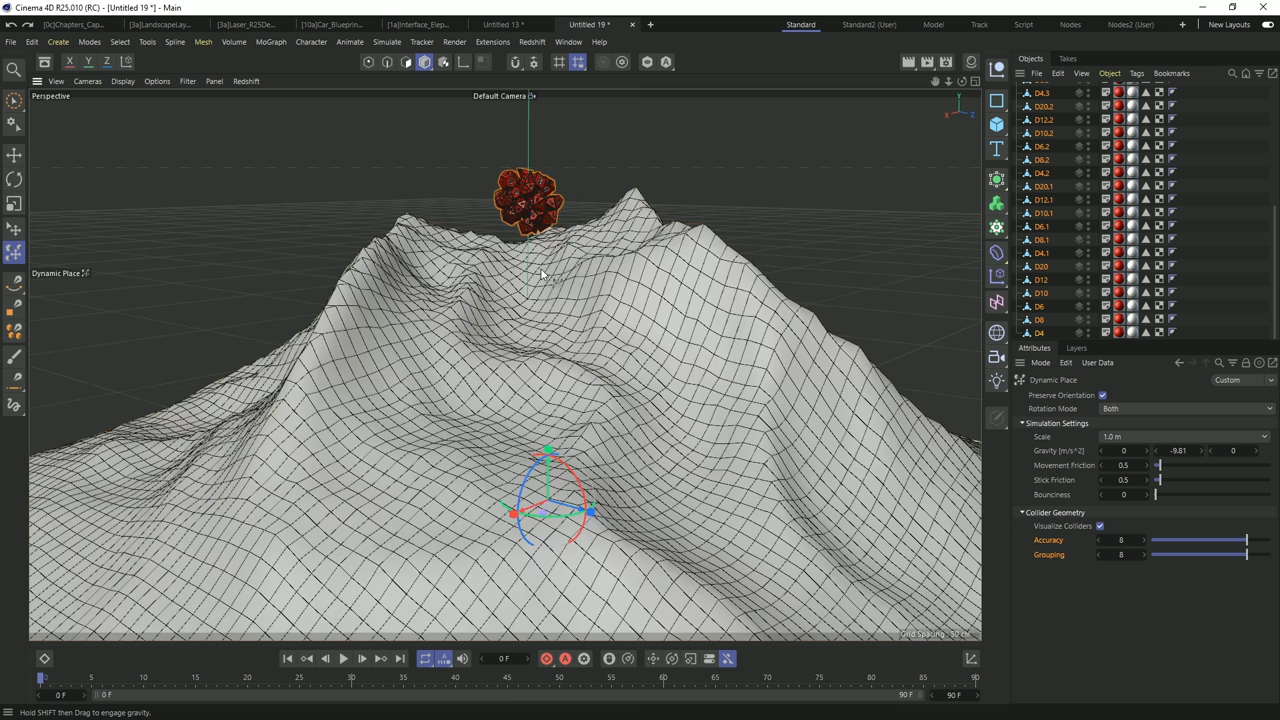 Cinema 4D R25.010 (RC) - [Untitled 19 *] - Main
[0c]Chapters_Cap... [3a]LandscapeLay... [3a]Laser_R25De... [10a]Car_Blueprin... [1a]Interface_Elep... Untitled 13 * Untitled 19 * Standard Standard2 (User) Model Track Script Nodes Nodes2 (User) New Layouts
File Edit Create Modes Select Tools Spline Mesh Volume MoGraph Character Animate Simulate Tracker Render Extensions Redshift Window Help
X Y Z
Objects Takes
File Edit View Object Tags Bookmarks
View Cameras Display Options Filter Panel Redshift
Perspective Default Camera
Y
X Z
D4.3
D20.2
D12.2
D10.2
D6.2
D8.2
D4.2
D20.1
D12.1
D10.1
D6.1
D8.1
D4.1
D20
D12
D10
D6
D8
D4
Dynamic Place
Attributes Layers
Mode Edit User Data
Dynamic Place Custom
Preserve Orientation
Rotation Mode Both
Simulation Settings
Scale 1.0 m
Gravity [m/s^2] 0 -9.81 0
Movement Friction 0.5
Stick Friction 0.5
Bounciness 0
Collider Geometry
Visualize Colliders
Accuracy 8
Grouping 8
Grid Spacing : 50 cm
0 F
0 5 10 15 20 25 30 35 40 45 50 55 60 65 70 75 80 85 90
0 F 0 F 90 F 90 F
Hold SHIFT then Drag to engage gravity.